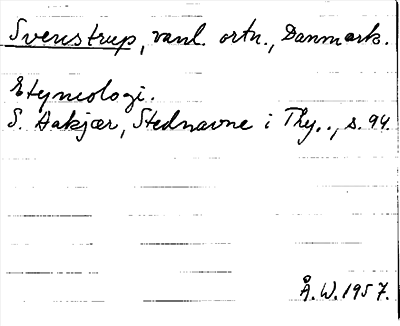 Svenstrup, vanl. ortn., Danmark.
Etymologi.
S. Aakjær, Stednavne i Thy.., s. 94.
Å.W. 1957.